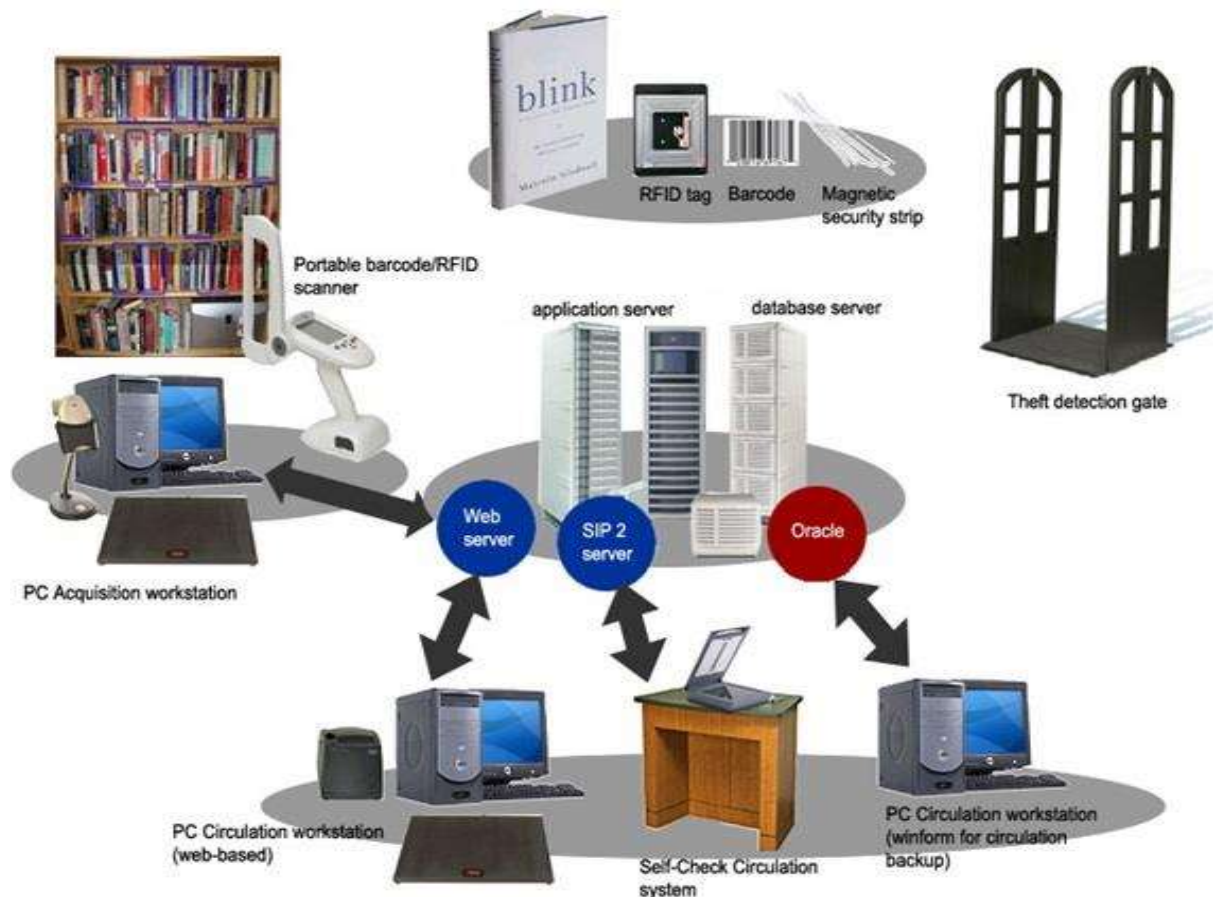 blink
Malcolm Gladwell
RFID tag
Barcode
Magnetic
security strip
Portable barcode/RFID
scanner
application server
database server
Theft detection gate
Web
server
SIP 2
server
Oracle
PC Acquisition workstation
PC Circulation workstation
(web-based)
Self-Check Circulation
system
PC Circulation workstation
(winform for circulation
backup)